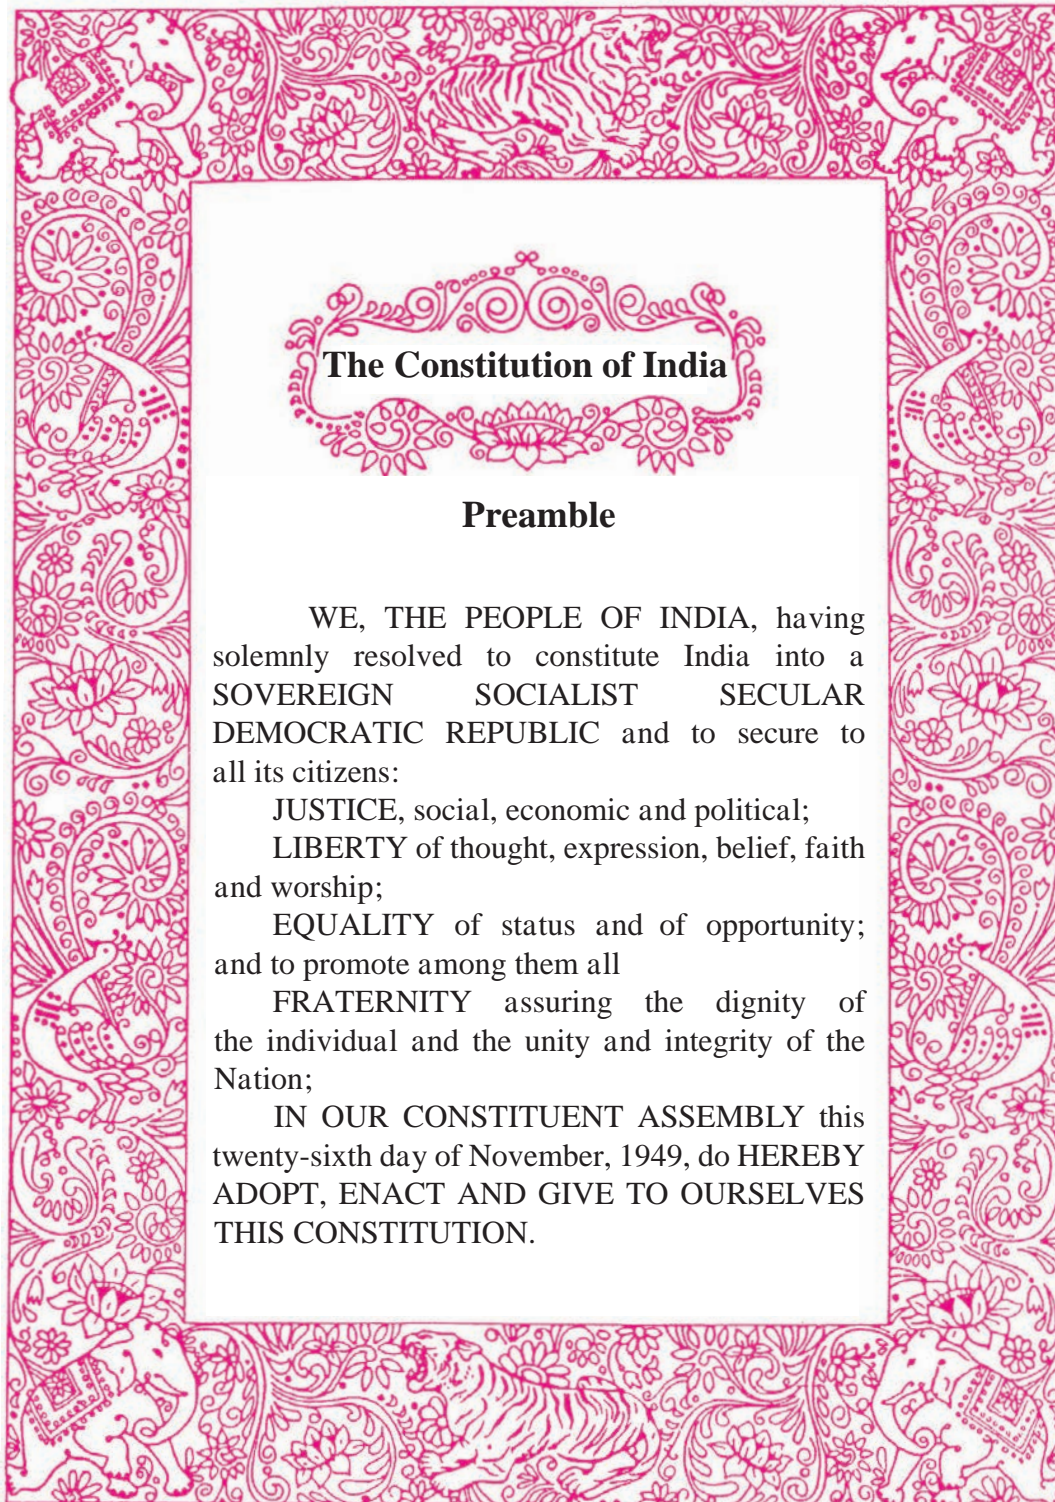 The Constitution of India
Preamble
WE, THE PEOPLE OF INDIA, having
solemnly resolved to constitute India into a
SOVEREIGN SOCIALIST SECULAR
DEMOCRATIC REPUBLIC and to secure to
all its citizens:
JUSTICE, social, economic and political;
LIBERTY of thought, expression, belief, faith
and worship;
EQUALITY of status and of opportunity;
and to promote among them all
FRATERNITY assuring the dignity of
the individual and the unity and integrity of the
Nation;
IN OUR CONSTITUENT ASSEMBLY this
twenty-sixth day of November, 1949, do HEREBY
ADOPT, ENACT AND GIVE TO OURSELVES
THIS CONSTITUTION.